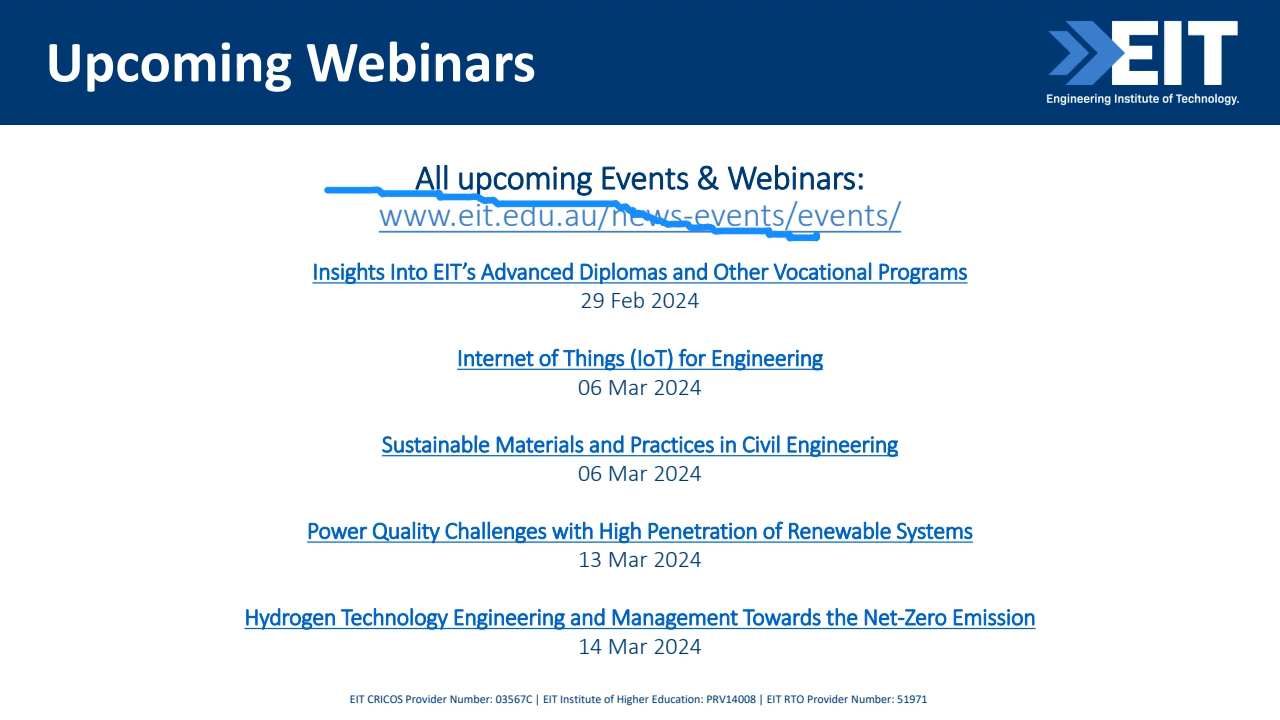 Upcoming Webinars
EIT
Engineering Institute of Technology.
All upcoming Events & Webinars:
www.eit.edu.au/news-events/events/
Insights Into EIT’s Advanced Diplomas and Other Vocational Programs
29 Feb 2024
Internet of Things (IoT) for Engineering
06 Mar 2024
Sustainable Materials and Practices in Civil Engineering
06 Mar 2024
Power Quality Challenges with High Penetration of Renewable Systems
13 Mar 2024
Hydrogen Technology Engineering and Management Towards the Net-Zero Emission
14 Mar 2024
EIT CRICOS Provider Number: 03567C | EIT Institute of Higher Education: PRV14008 | EIT RTO Provider Number: 51971